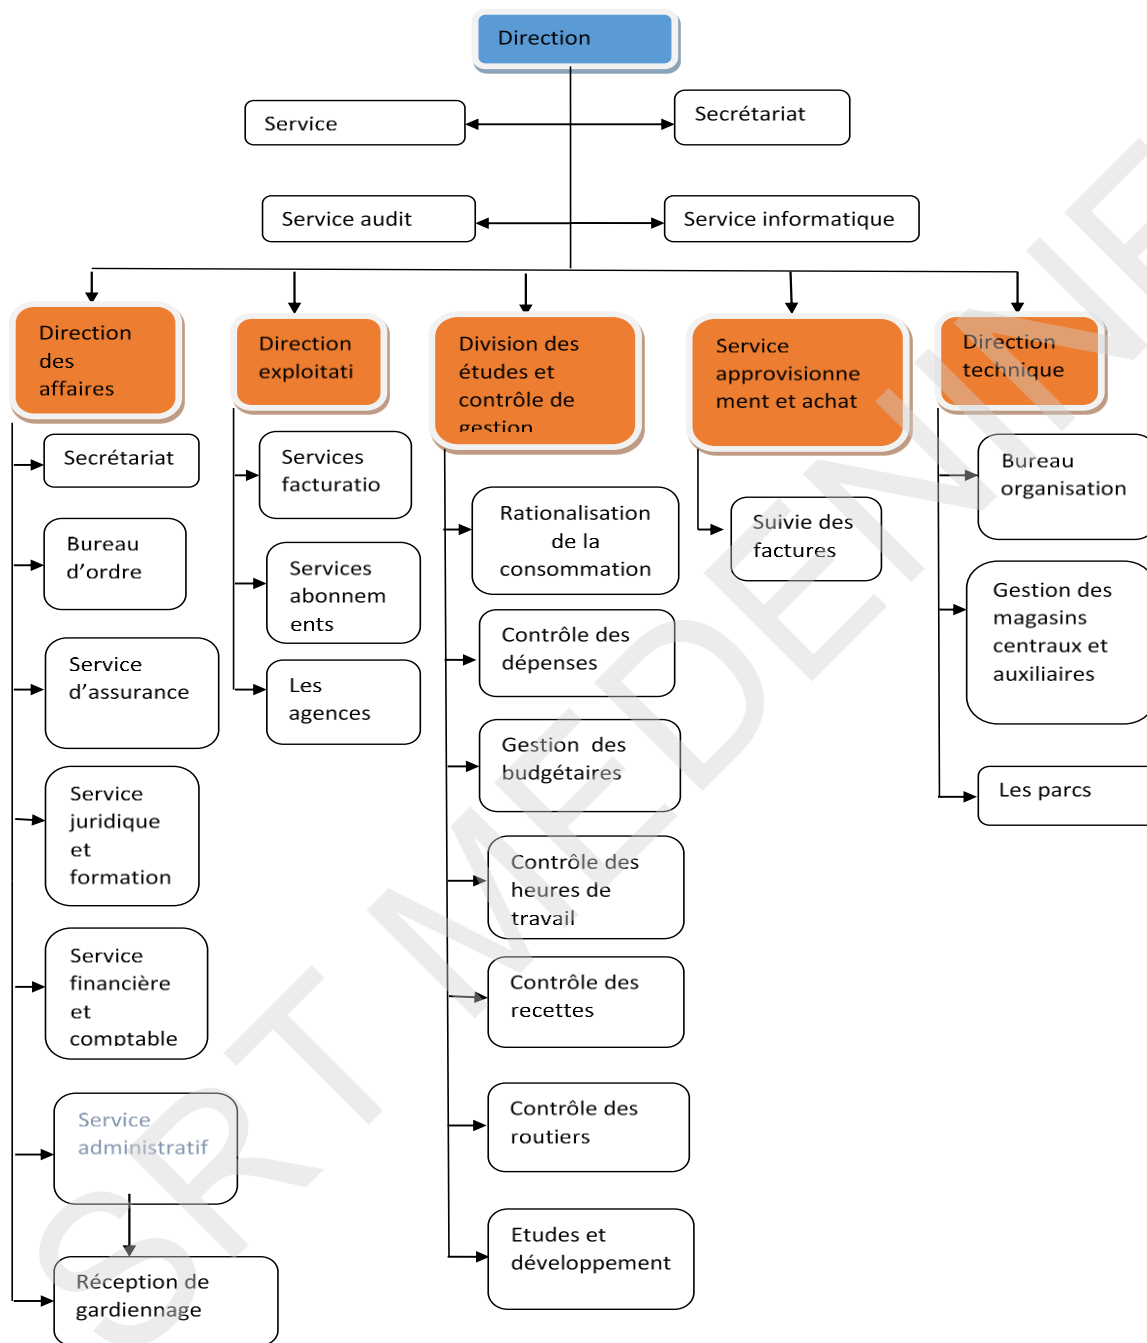 Direction
Service
Secrétariat
Service audit
Service informatique
Direction
des
affaires
Direction
exploitati
Division des
études et
contrôle de
gestion
Service
approvisionne
ment et achat
Direction
technique
Secrétariat
Bureau
d’ordre
Service
d’assurance
Service
juridique
et
formation
Service
financière
et
comptable
Service
administratif
Réception de
gardiennage
Services
facturatio
Services
abonnem
ents
Les
agences
Rationalisation
de la
consommation
Contrôle des
dépenses
Gestion des
budgétaires
Contrôle des
heures de
travail
Contrôle des
recettes
Contrôle des
routiers
Etudes et
développement
Suivie des
factures
Bureau
organisation
Gestion des
magasins
centraux et
auxiliaires
Les parcs
SRT MEDENINE